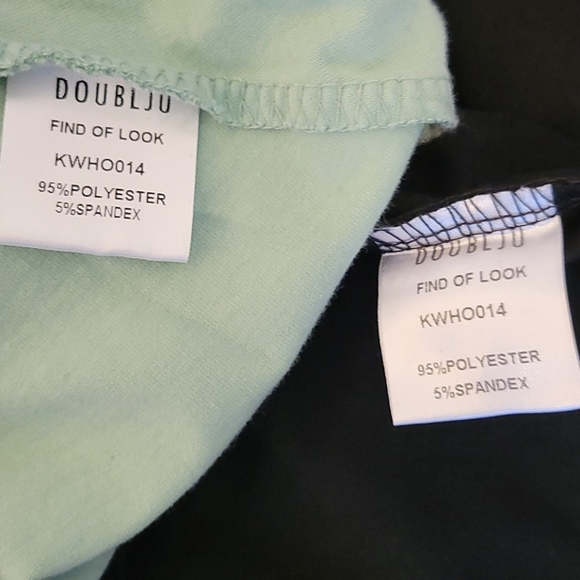 DOUBLJU
FIND OF LOOK
KWHO014
95%POLYESTER
5%SPANDEX
DOUBLJU
FIND OF LOOK
KWHO014
95%POLYESTER
5%SPANDEX